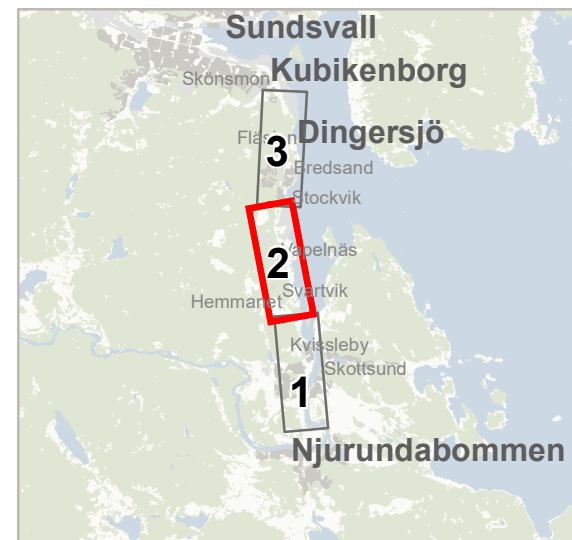 Sundsvall
Skönsmon
Kubikenborg
Fläsian
Dingersjö
3
Bredsand
Stockvik
Vapelnäs
2
Svartvik
Hemmanet
Kvissleby
Skottsund
1
Njurundabommen